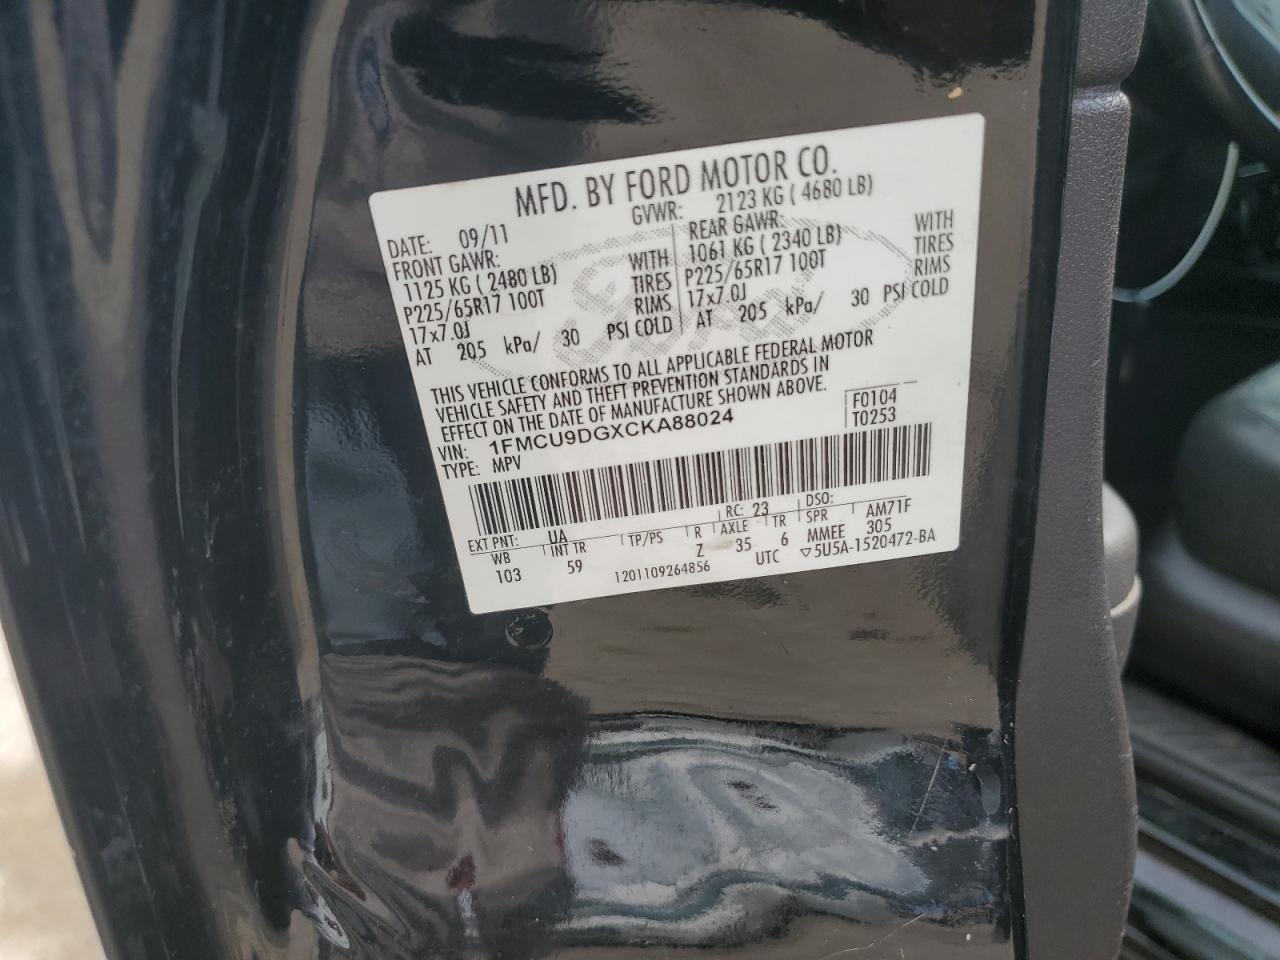 MFD. BY FORD MOTOR CO.
DATE: 09/11 GVWR: 2123 KG ( 4680 LB)
FRONT GAWR: REAR GAWR:
1125 KG ( 2480 LB) WITH 1061 KG ( 2340 LB) WITH
P225/65R17 100T TIRES P225/65R17 100T TIRES
17x7.0J RIMS 17x7.0J RIMS
AT 205 kPa/ 30 PSI COLD AT 205 kPa/ 30 PSI COLD
Ford
THIS VEHICLE CONFORMS TO ALL APPLICABLE FEDERAL MOTOR
VEHICLE SAFETY AND THEFT PREVENTION STANDARDS IN
EFFECT ON THE DATE OF MANUFACTURE SHOWN ABOVE.
VIN: 1FMCU9DGXCKA88024 F0104
TYPE: MPV T0253
EXT PNT: UA RC: 23 DSO:
WB INT TR TP/PS R AXLE TR SPR AM71F
103 59 Z 35 6 MMEE 305
1201109264856 UTC ▽5U5A-1520472-BA